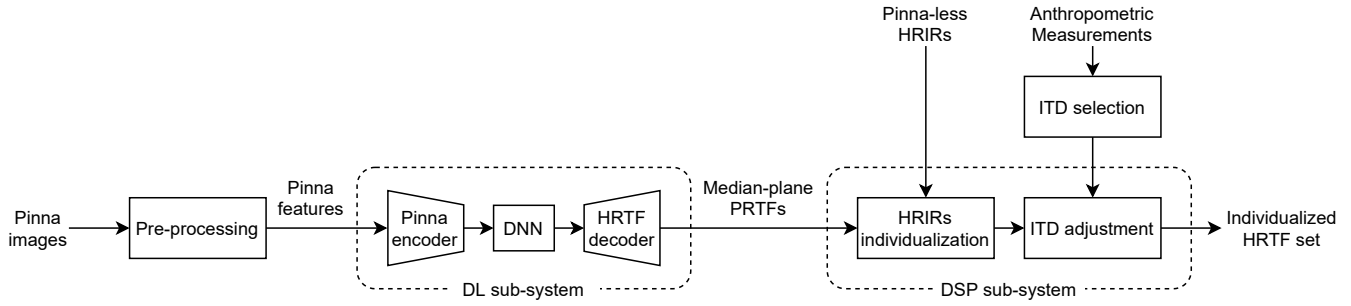 Pinna-less
HRIRs
Anthropometric
Measurements
ITD selection
Pinna
images
Pre-processing
Pinna
features
Pinna
encoder
DNN
HRTF
decoder
DL sub-system
Median-plane
PRTFs
HRIRs
individualization
ITD adjustment
DSP sub-system
Individualized
HRTF set